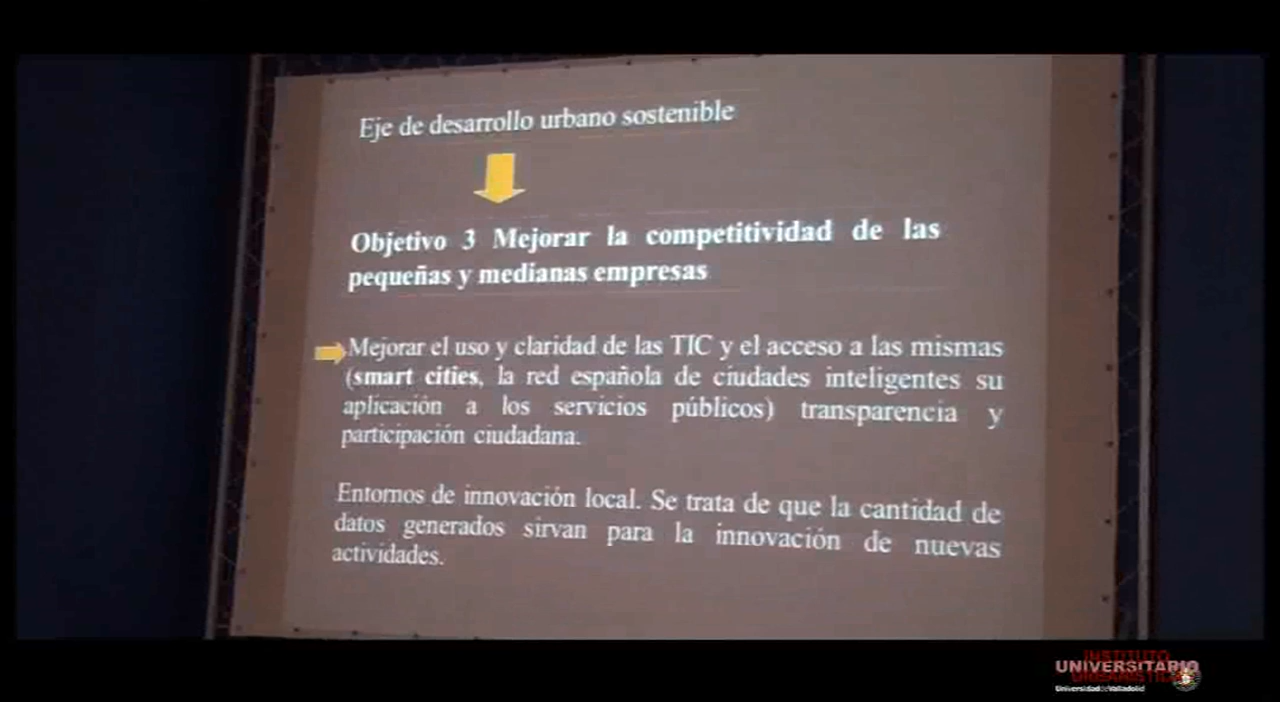 Eje de desarrollo urbano sostenible
Objetivo 3 Mejorar la competitividad de las
pequeñas y medianas empresas
Mejorar el uso y claridad de las TIC y el acceso a las mismas
(smart cities, la red española de ciudades inteligentes su
aplicación a los servicios públicos) transparencia y
participación ciudadana.
Entornos de innovación local. Se trata de que la cantidad de
datos generados sirvan para la innovación de nuevas
actividades.
INSTITUTO
UNIVERSITARIO
Universidad de Valladolid